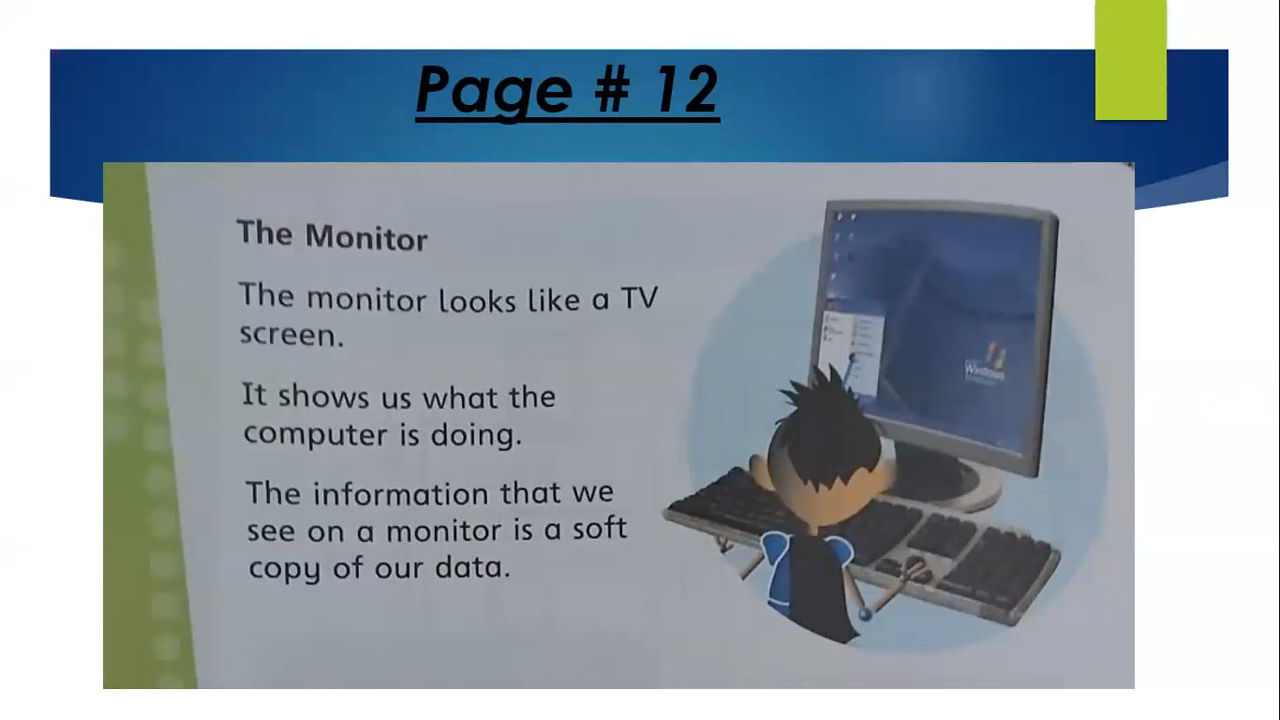 Page # 12
The Monitor
The monitor looks like a TV
screen.
It shows us what the
computer is doing.
The information that we
see on a monitor is a soft
copy of our data.
Windows